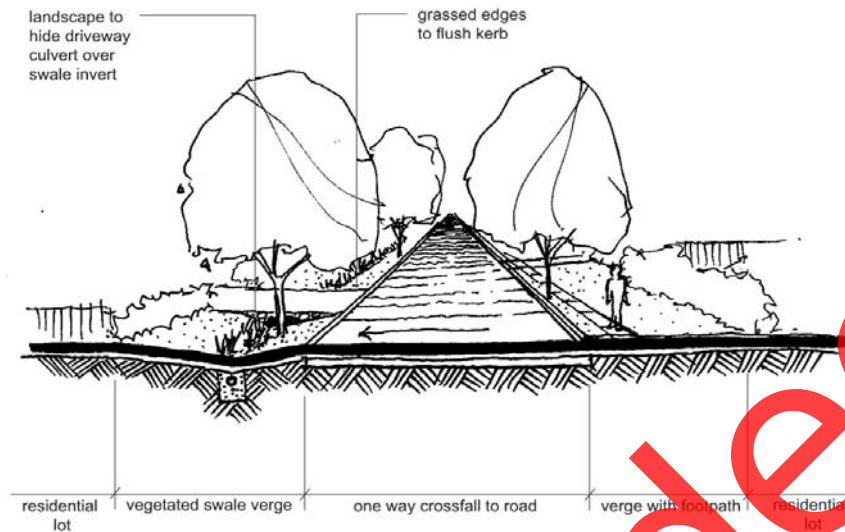 landscape to
hide driveway
culvert over
swale invert
grassed edges
to flush kerb
residential
lot
vegetated swale verge
one way crossfall to road
verge with footpath
residential
lot